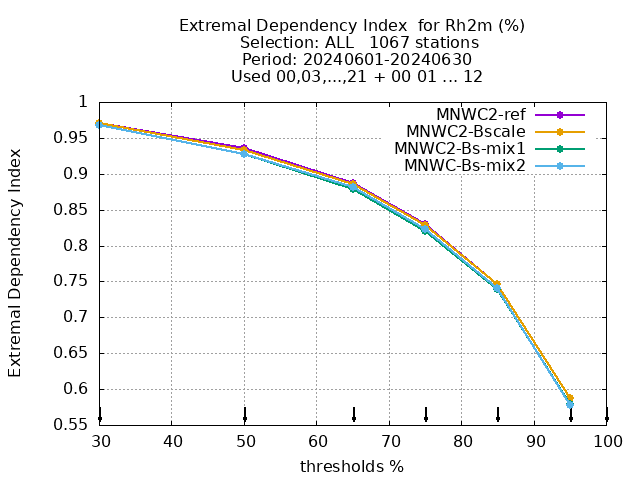 Extremal Dependency Index  for Rh2m (%)
Selection: ALL   1067 stations
Period: 20240601-20240630
Used 00,03,...,21 + 00 01 ... 12
MNWC2-ref
MNWC2-Bscale
MNWC2-Bs-mix1
MNWC-Bs-mix2
Extremal Dependency Index
1
0.95
0.9
0.85
0.8
0.75
0.7
0.65
0.6
0.55
30 40 50 60 70 80 90 100
thresholds %